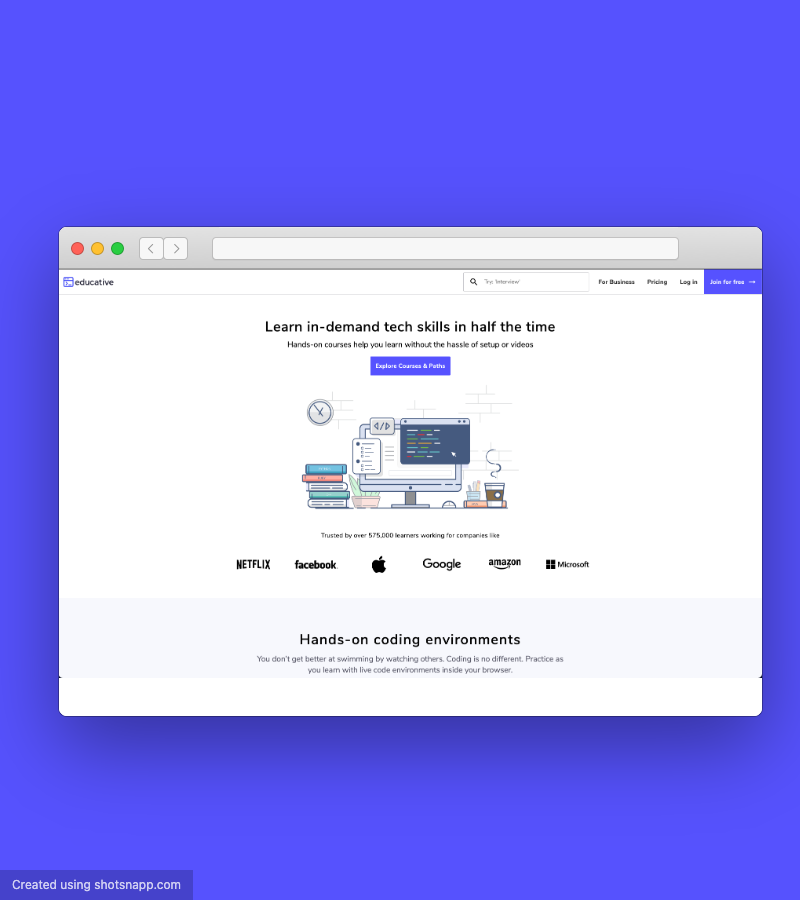 educative
Try: 'Interview'
For Business
Pricing
Log in
Join for free →
Learn in-demand tech skills in half the time
Hands-on courses help you learn without the hassle of setup or videos
Explore Courses & Paths
</>
Trusted by over 575,000 learners working for companies like
NETFLIX
facebook
Google
amazon
Microsoft
Hands-on coding environments
You don't get better at swimming by watching others. Coding is no different. Practice as
you learn with live code environments inside your browser.
Created using shotsnapp.com